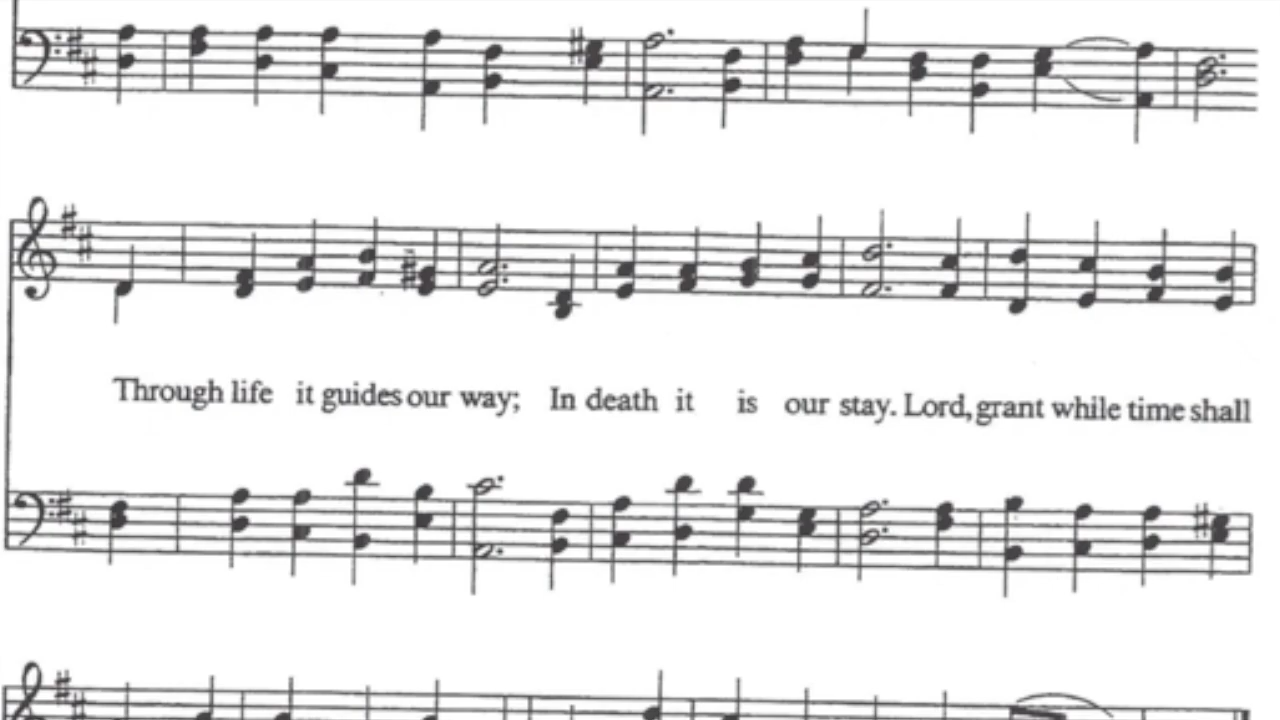 Through life it guides our way; In death it is our stay. Lord, grant while time shall